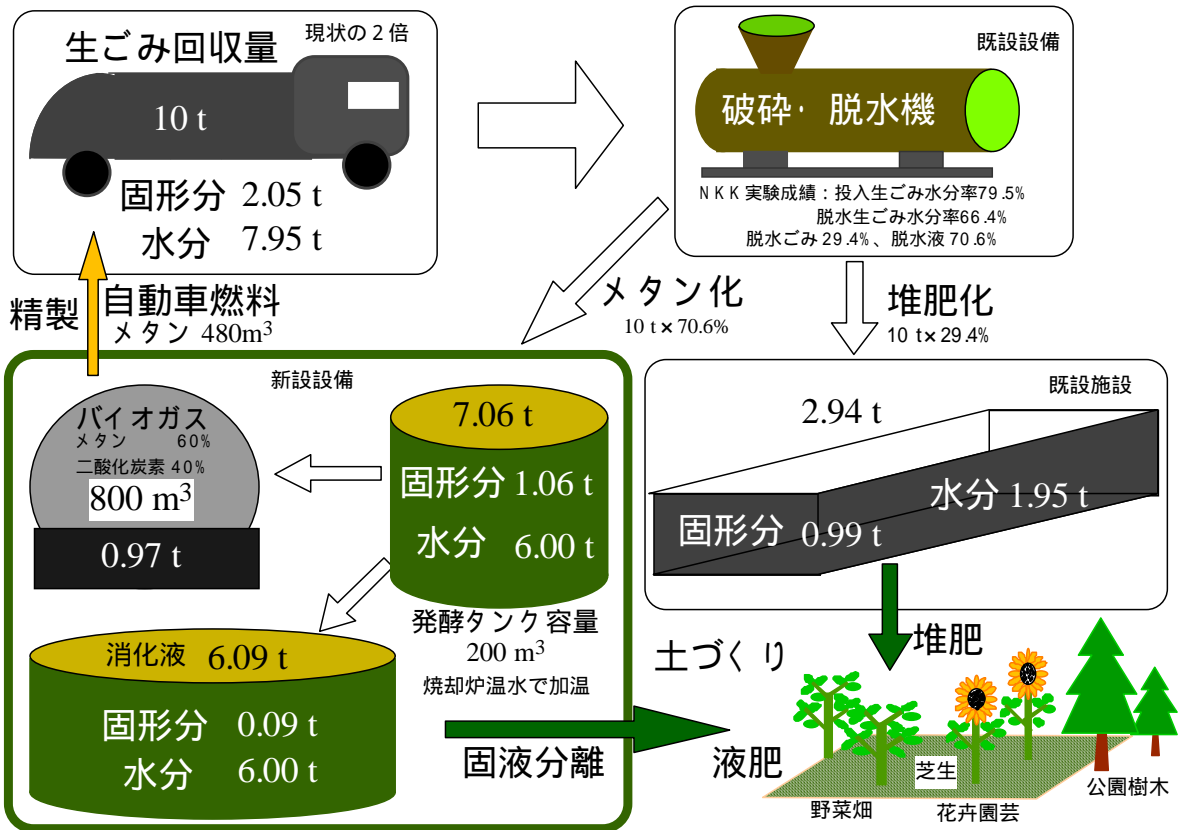 生ごみ回収量
現状の2倍
10 t
固形分 2.05 t
水分 7.95 t
既設設備
破砕・脱水機
NKK実験成績:投入生ごみ水分率79.5%
脱水生ごみ水分率66.4%
脱水ごみ29.4%、脱水液70.6%
精製
自動車燃料
メタン 480m³
メタン化
10 t×70.6%
堆肥化
10 t×29.4%
新設設備
バイオガス
メタン 60%
二酸化炭素 40%
800 m³
0.97 t
7.06 t
固形分 1.06 t
水分 6.00 t
発酵タンク容量
200 m³
焼却炉温水で加温
消化液 6.09 t
固形分 0.09 t
水分 6.00 t
既設施設
2.94 t
水分 1.95 t
固形分 0.99 t
固液分離
液肥
土づくり
堆肥
芝生
野菜畑
花卉園芸
公園樹木